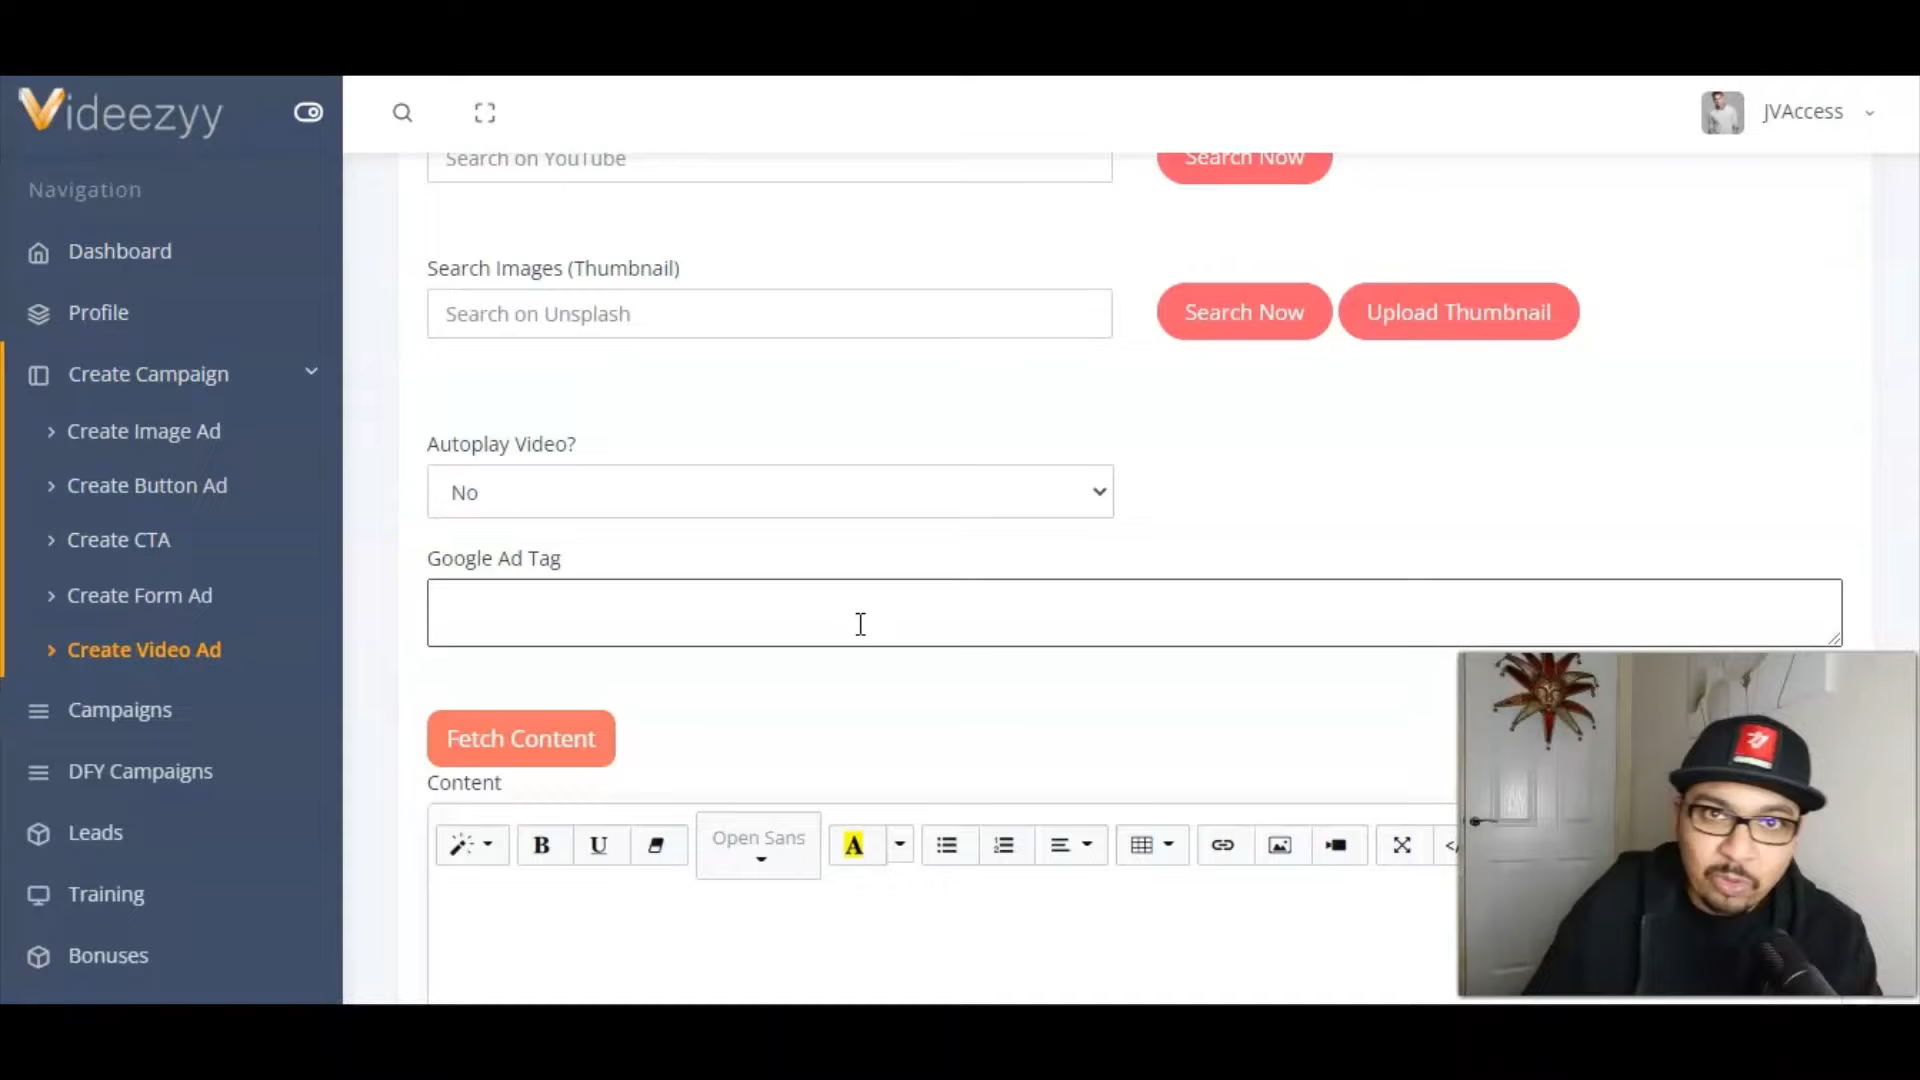 Videezyy
JVAccess
Navigation
Search on YouTube
Search Now
Dashboard
Search Images (Thumbnail)
Profile
Search on Unsplash
Search Now
Upload Thumbnail
Create Campaign
Create Image Ad
Autoplay Video?
Create Button Ad
No
Create CTA
Google Ad Tag
Create Form Ad
Create Video Ad
Campaigns
Fetch Content
DFY Campaigns
Content
Leads
B
U
Open Sans
A
Training
Bonuses